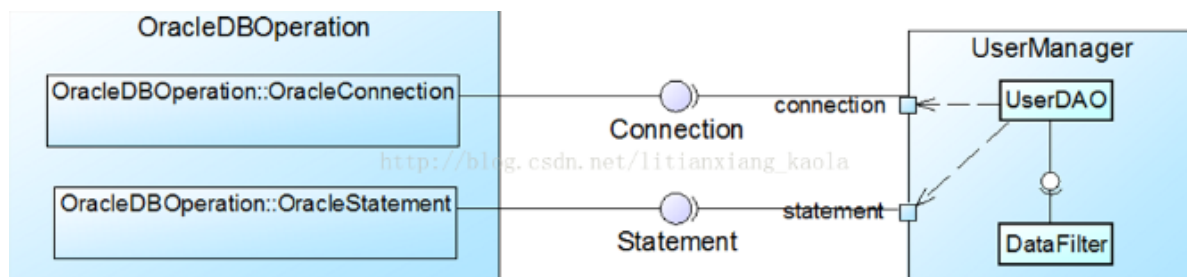 OracleDBOperation
OracleDBOperation::OracleConnection
OracleDBOperation::OracleStatement
Connection
Statement
connection
statement
UserManager
UserDAO
DataFilter
http://blog.csdn.net/litianxiang_kaola